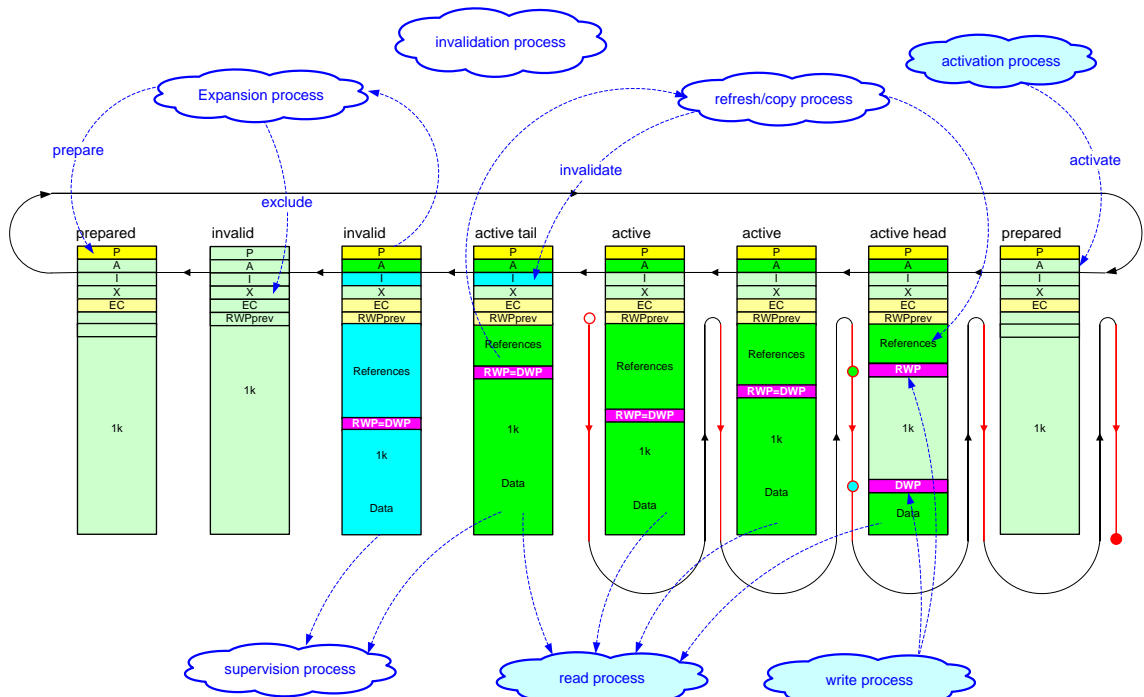 invalidation process
activation process
Expansion process
refresh/copy process
prepare
invalidate
activate
exclude
prepared
invalid
invalid
active tail
active
active
active head
prepared
P
A
I
X
EC
1k
P
A
I
X
EC
RWPprev
1k
P
A
I
X
EC
RWPprev
References
RWP=DWP
1k
Data
P
A
I
X
EC
RWPprev
References
RWP=DWP
1k
Data
P
A
I
X
EC
RWPprev
References
RWP=DWP
1k
Data
P
A
I
X
EC
RWPprev
References
RWP=DWP
1k
Data
P
A
I
X
EC
RWPprev
References
RWP
1k
DWP
Data
P
A
I
X
EC
1k
supervision process
read process
write process